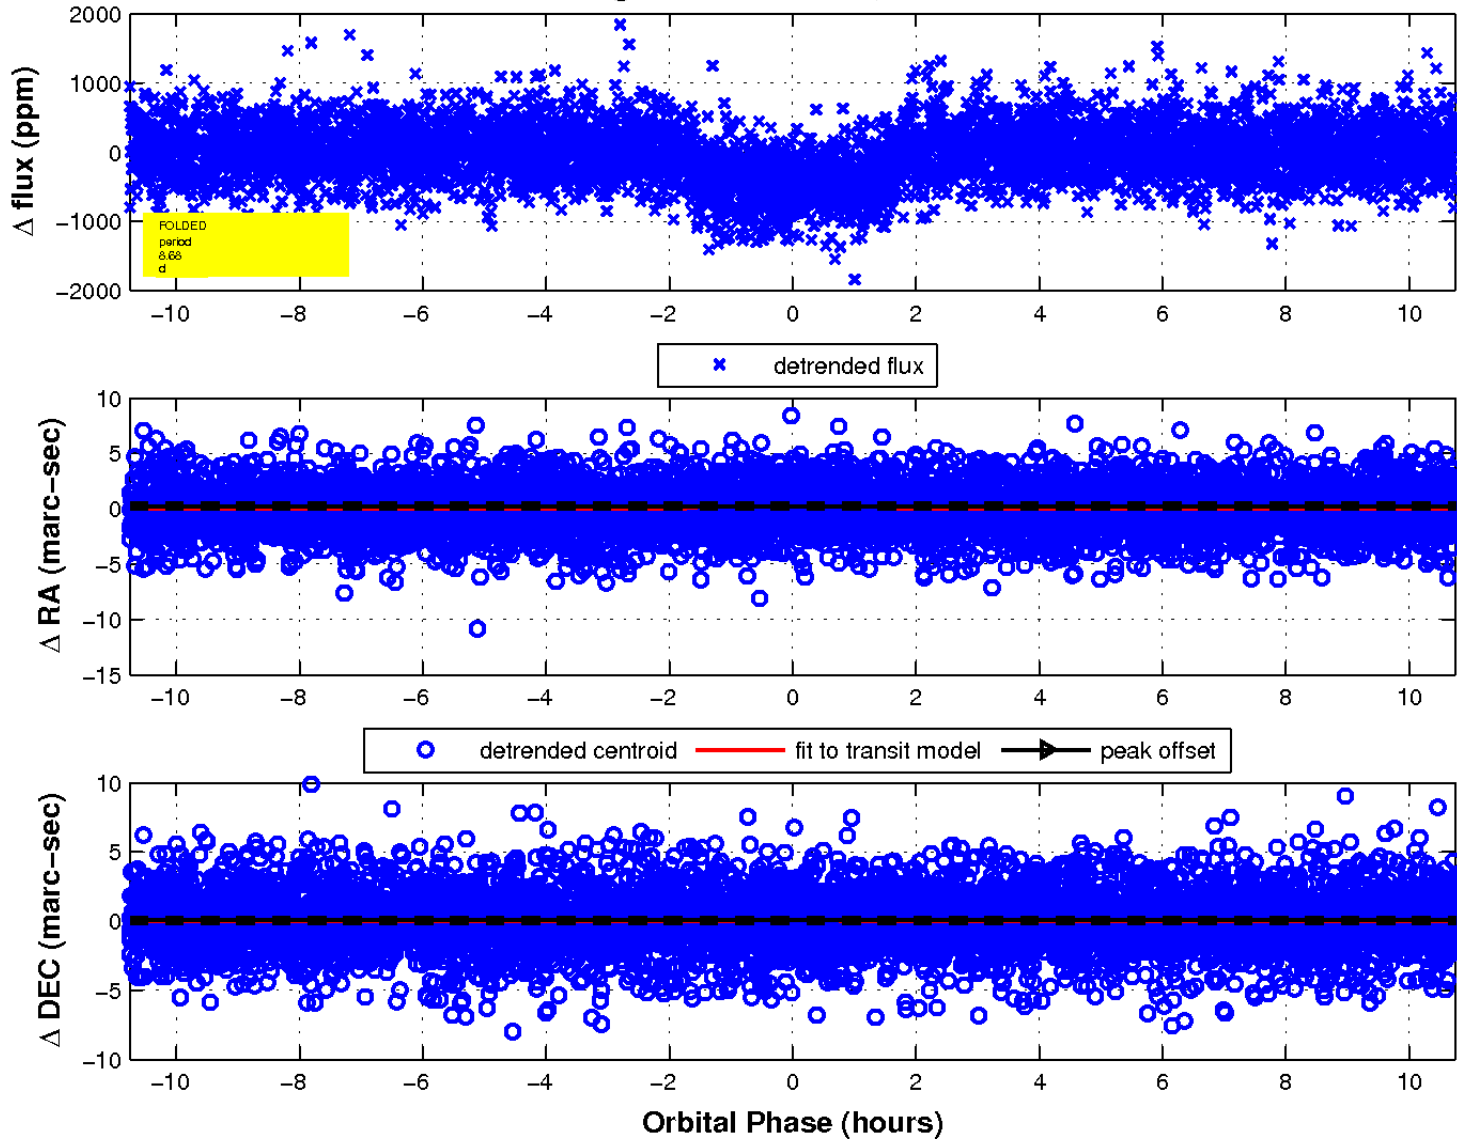 2000
1000
0
−1000
−2000
Δ flux (ppm)
FOLDED
period
8.68
d
−10 −8 −6 −4 −2 0 2 4 6 8 10
detrended flux
10
5
0
−5
−10
−15
Δ RA (marc−sec)
−10 −8 −6 −4 −2 0 2 4 6 8 10
detrended centroid fit to transit model peak offset
10
5
0
−5
−10
Δ DEC (marc−sec)
−10 −8 −6 −4 −2 0 2 4 6 8 10
Orbital Phase (hours)